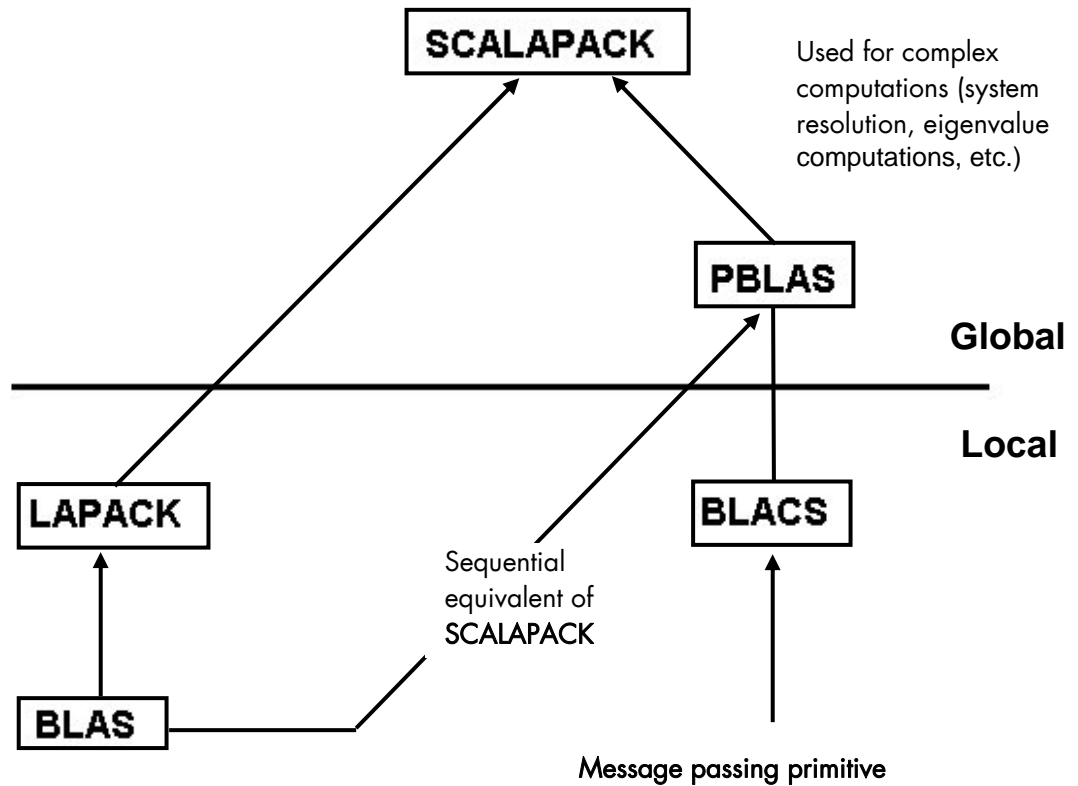 SCALAPACK
Used for complex
computations (system
resolution, eigenvalue
computations, etc.)
PBLAS
Global
Local
LAPACK
BLACS
Sequential
equivalent of
SCALAPACK
BLAS
Message passing primitive